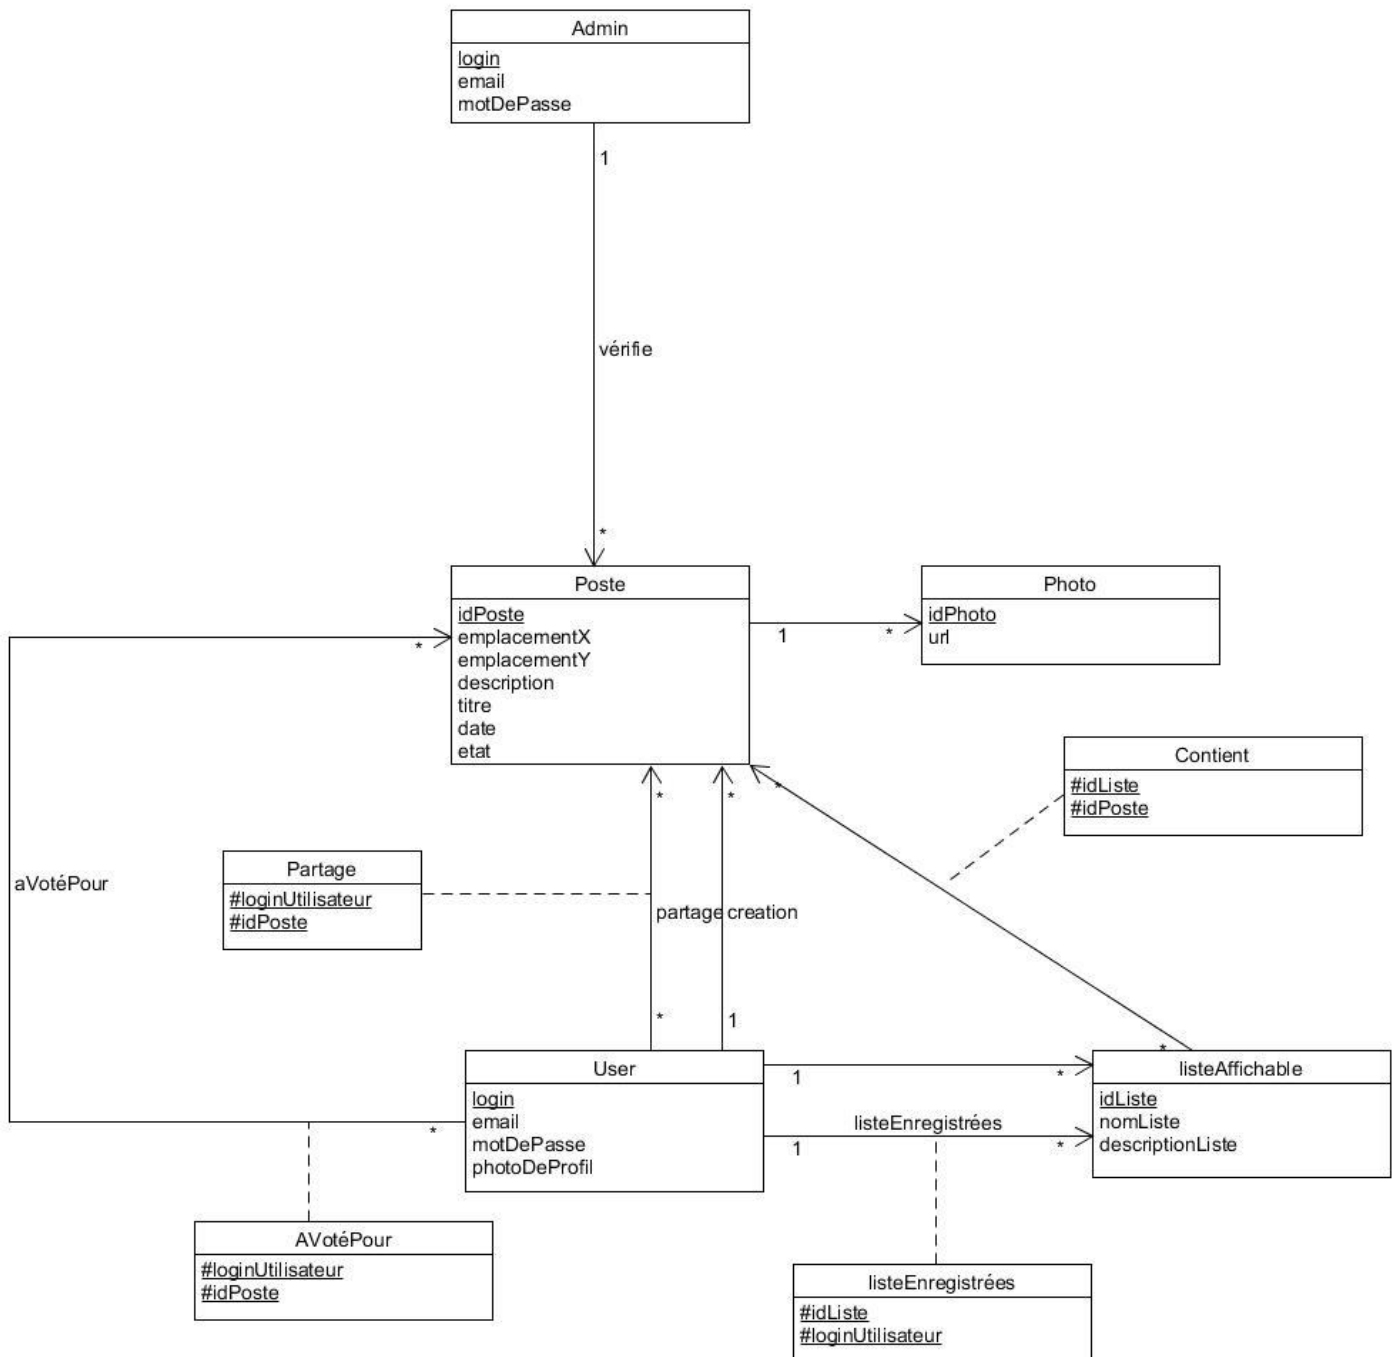 Admin
login
email
motDePasse
1
vérifie
*
Poste
idPoste
emplacementX
emplacementY
description
titre
date
etat
1
*
Photo
idPhoto
url
*
aVotéPour
*
*
*
Contient
#idListe
#idPoste
Partage
#loginUtilisateur
#idPoste
partage
creation
*
1
*
User
login
email
motDePasse
photoDeProfil
1
*
listeEnregistrées
1
*
listeAffichable
idListe
nomListe
descriptionListe
*
AVotéPour
#loginUtilisateur
#idPoste
listeEnregistrées
#idListe
#loginUtilisateur